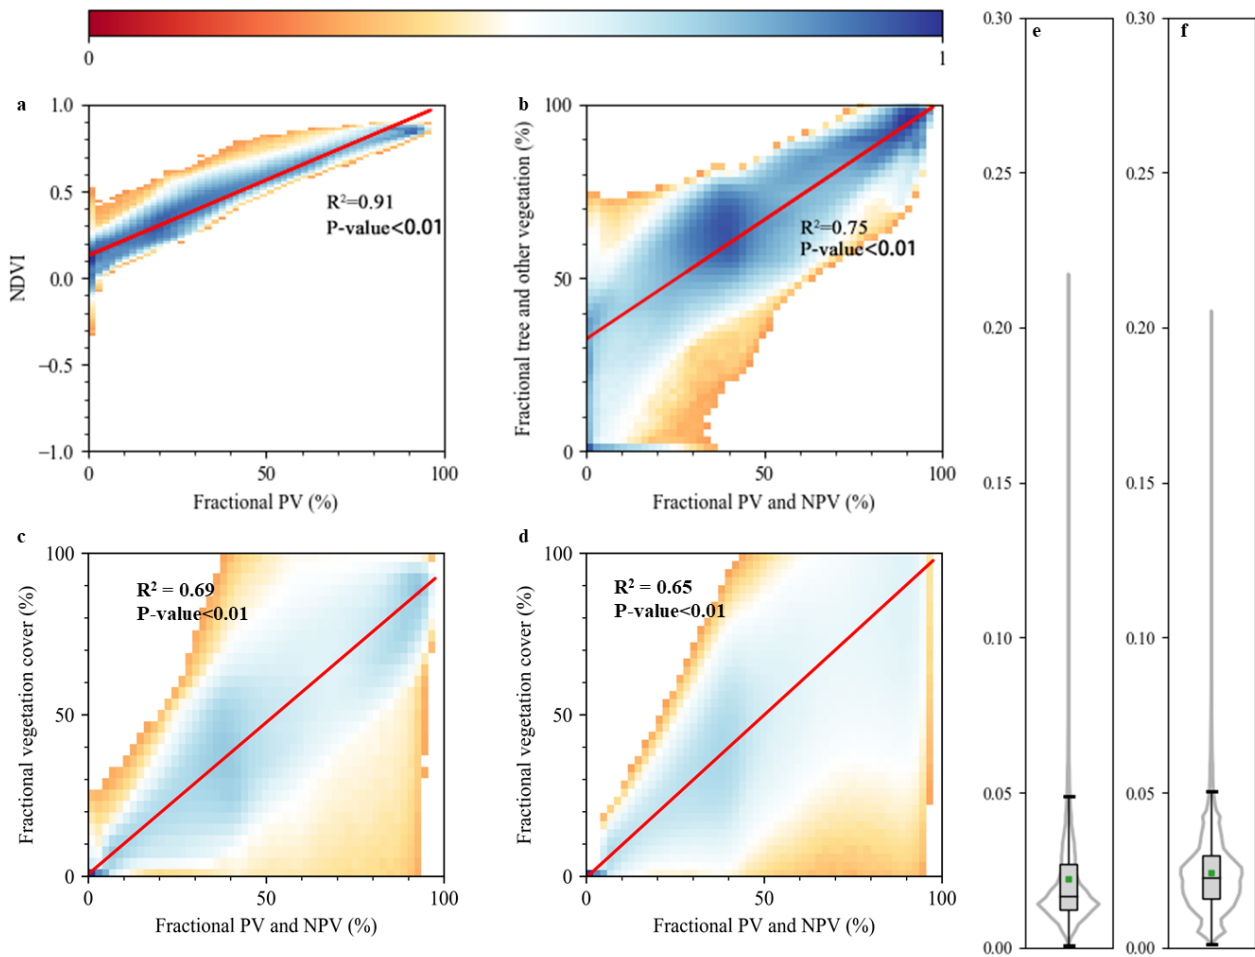 0
1
a
1.0
0.5
0.0
−0.5
−1.0
NDVI
R²=0.91
P-value<0.01
0
50
100
Fractional PV (%)
b
100
50
0
Fractional tree and other vegetation (%)
R²=0.75
P-value<0.01
0
50
100
Fractional PV and NPV (%)
c
100
50
0
Fractional vegetation cover (%)
R² = 0.69
P-value<0.01
0
50
100
Fractional PV and NPV (%)
d
100
50
0
Fractional vegetation cover (%)
R² = 0.65
P-value<0.01
0
50
100
Fractional PV and NPV (%)
e
0.30
0.25
0.20
0.15
0.10
0.05
0.00
f
0.30
0.25
0.20
0.15
0.10
0.05
0.00